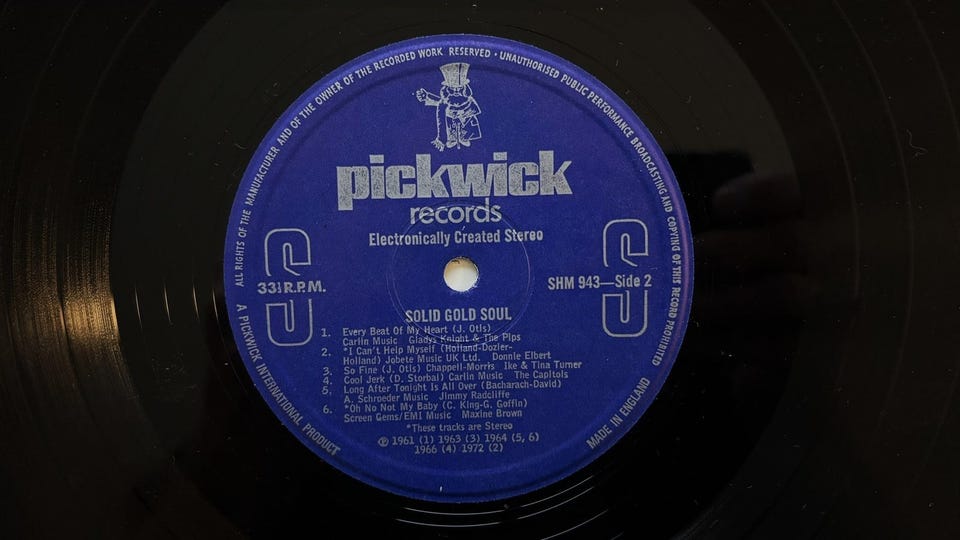 ALL RIGHTS OF THE MANUFACTURER AND OF THE OWNER OF THE RECORDED WORK RESERVED • UNAUTHORISED PUBLIC PERFORMANCE BROADCASTING AND COPYING OF THIS RECORD PROHIBITED
pickwick
records
Electronically Created Stereo
S S
33⅓ R.P.M. SHM 943—Side 2
SOLID GOLD SOUL
1. Every Beat Of My Heart (J. Otis)
Carlin Music Gladys Knight & The Pips
2. *I Can't Help Myself (Holland-Dozier-
Holland) Jobete Music UK Ltd. Donnie Elbert
3. So Fine (J. Otis) Chappell-Morris Ike & Tina Turner
4. Cool Jerk (D. Storbal) Carlin Music The Capitols
5. Long After Tonight Is All Over (Bacharach-David)
A. Schroeder Music Jimmy Radcliffe
6. *Oh No Not My Baby (C. King-G. Goffin)
Screen Gems/EMI Music Maxine Brown
*These tracks are Stereo
℗ 1961 (1) 1963 (3) 1964 (5, 6)
1966 (4) 1972 (2)
A PICKWICK INTERNATIONAL PRODUCT
MADE IN ENGLAND